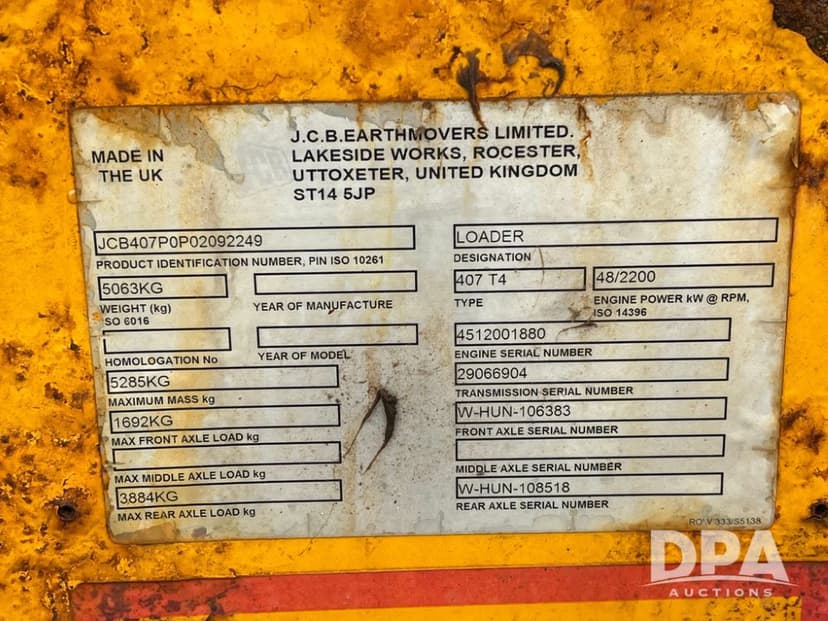 MADE IN
THE UK
J.C.B.EARTHMOVERS LIMITED.
LAKESIDE WORKS, ROCESTER,
UTTOXETER, UNITED KINGDOM
ST14 5JP
JCB407P0P02092249
PRODUCT IDENTIFICATION NUMBER, PIN ISO 10261
5063KG
WEIGHT (kg)
ISO 6016
YEAR OF MANUFACTURE
HOMOLOGATION No
YEAR OF MODEL
5285KG
MAXIMUM MASS kg
1692KG
MAX FRONT AXLE LOAD kg
MAX MIDDLE AXLE LOAD kg
3884KG
MAX REAR AXLE LOAD kg
LOADER
DESIGNATION
407 T4
TYPE
48/2200
ENGINE POWER kW @ RPM,
ISO 14396
4512001880
ENGINE SERIAL NUMBER
29066904
TRANSMISSION SERIAL NUMBER
W-HUN-106383
FRONT AXLE SERIAL NUMBER
MIDDLE AXLE SERIAL NUMBER
W-HUN-108518
REAR AXLE SERIAL NUMBER
333/S5138
DPA
AUCTIONS